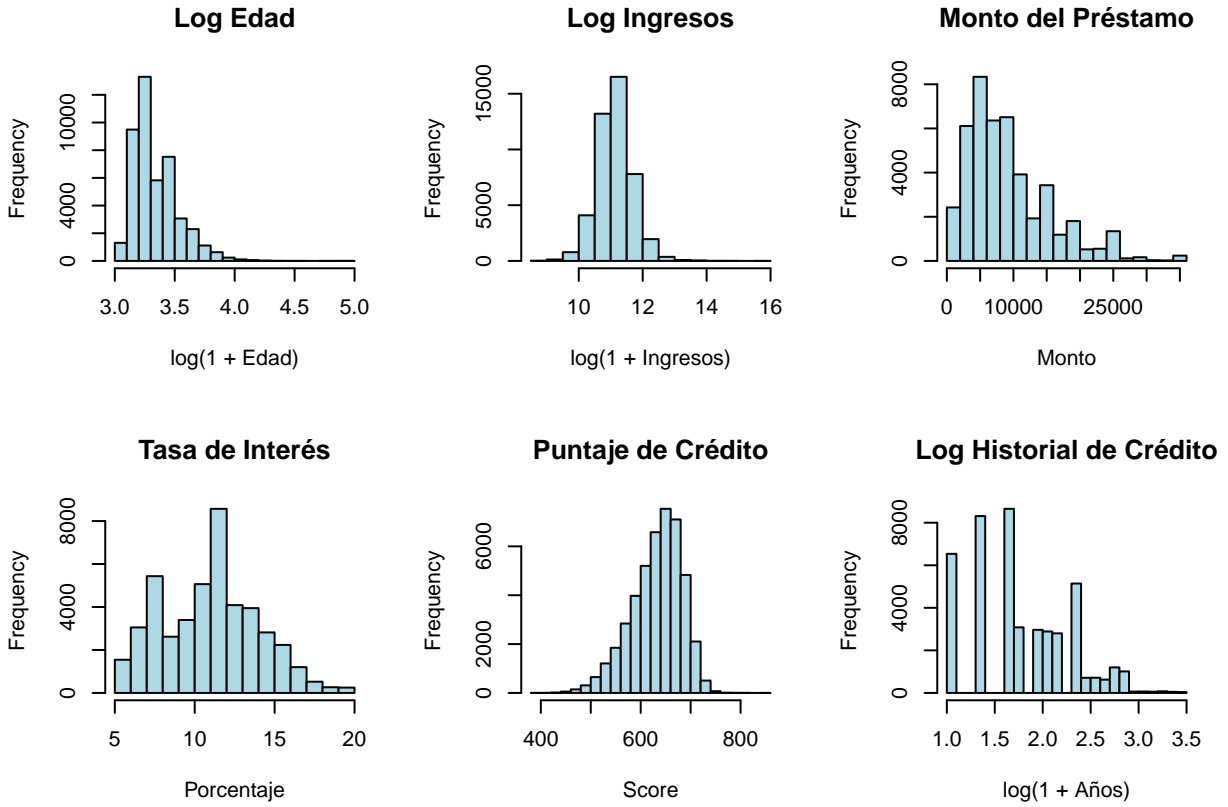 Log Edad
Frequency
0 4000 10000
3.0 3.5 4.0 4.5 5.0
log(1 + Edad)
Log Ingresos
Frequency
0 5000 15000
10 12 14 16
log(1 + Ingresos)
Monto del Préstamo
Frequency
0 4000 8000
0 10000 25000
Monto
Tasa de Interés
Frequency
0 4000 8000
5 10 15 20
Porcentaje
Puntaje de Crédito
Frequency
0 2000 6000
400 600 800
Score
Log Historial de Crédito
Frequency
0 4000 8000
1.0 1.5 2.0 2.5 3.0 3.5
log(1 + Años)